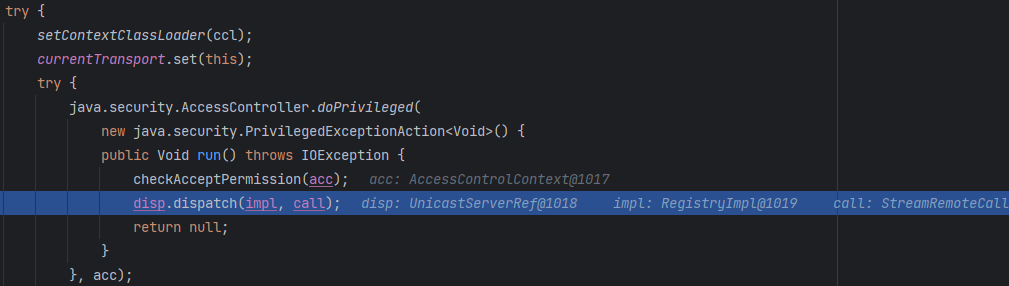 try {
setContextClassLoader(ccl);
currentTransport.set(this);
try {
java.security.AccessController.doPrivileged(
new java.security.PrivilegedExceptionAction<Void>() {
public Void run() throws IOException {
checkAcceptPermission(acc); acc: AccessControlContext@1017
disp.dispatch(impl, call); disp: UnicastServerRef@1018 impl: RegistryImpl@1019 call: StreamRemoteCall
return null;
}
}, acc);